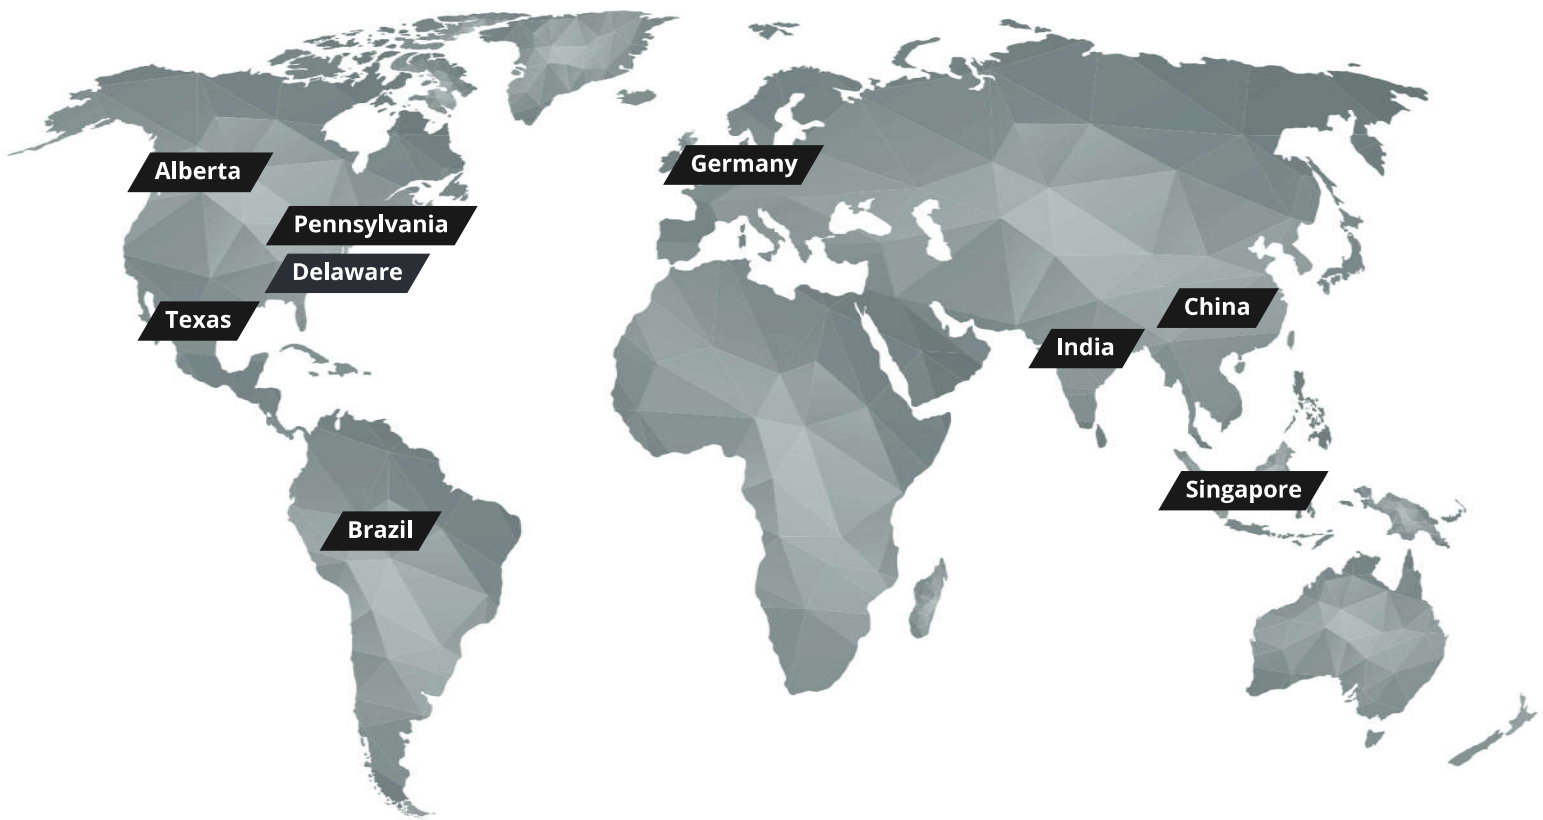 Alberta
Germany
Pennsylvania
Delaware
Texas
China
India
Singapore
Brazil